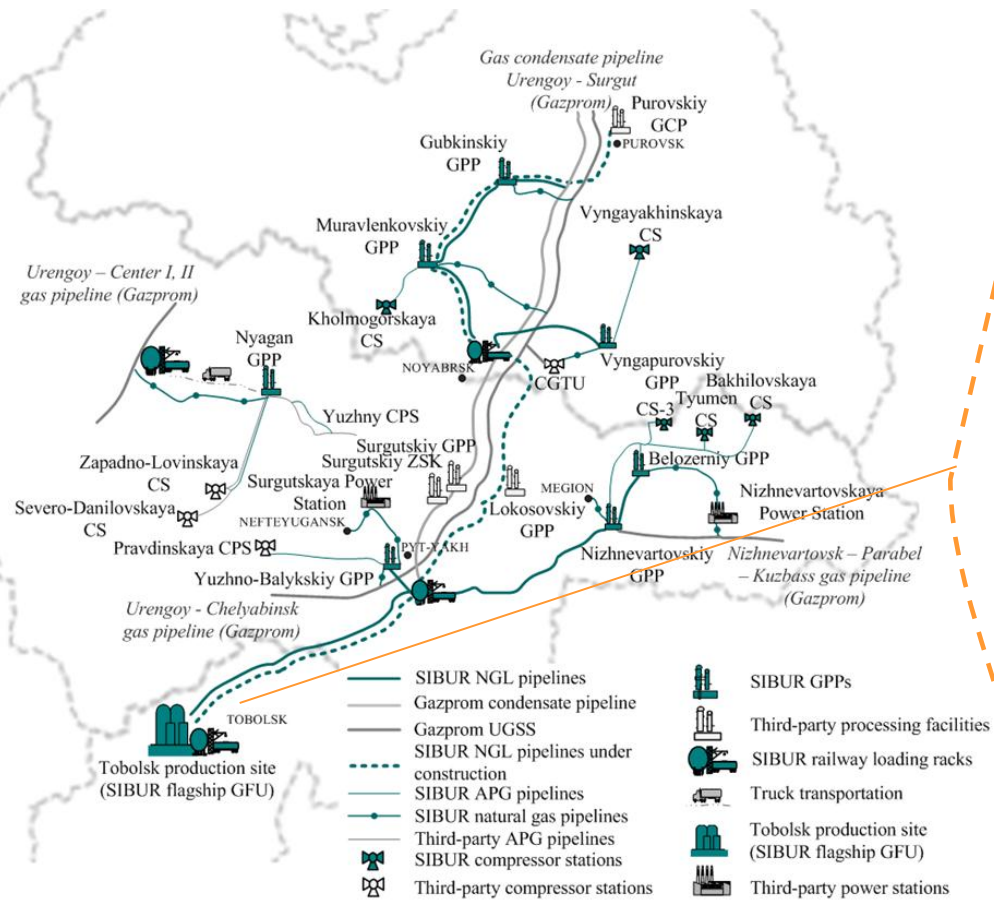 Gas condensate pipeline
Urengoy - Surgut
(Gazprom)
Purovskiy
GCP
PUROVSK
Gubkinskiy
GPP
Vyngayakhinskaya
CS
Muravlenkovskiy
GPP
Urengoy – Center I, II
gas pipeline (Gazprom)
Kholmogorskaya
CS
Nyagan
GPP
NOYABRSK
CGTU
Vyngapurovskiy
GPP
Bakhilovskaya
CS
CS-3
Tyumen
CS
Yuzhny CPS
Surgutskiy GPP
Surgutskiy ZSK
Zapadno-Lovinskaya
CS
Surgutskaya Power
Station
Belozerniy GPP
MEGION
Nizhnevartovskaya
Power Station
Severo-Danilovskaya
CS
NEFTEYUGANSK
Lokosovskiy
GPP
Pravdinskaya CPS
PYT-YAKH
Nizhnevartovskiy
GPP
Nizhnevartovsk – Parabel
– Kuzbass gas pipeline
(Gazprom)
Yuzhno-Balykskiy GPP
Urengoy - Chelyabinsk
gas pipeline (Gazprom)
TOBOLSK
Tobolsk production site
(SIBUR flagship GFU)
SIBUR NGL pipelines
Gazprom condensate pipeline
Gazprom UGSS
SIBUR NGL pipelines under
construction
SIBUR APG pipelines
SIBUR natural gas pipelines
Third-party APG pipelines
SIBUR compressor stations
Third-party compressor stations
SIBUR GPPs
Third-party processing facilities
SIBUR railway loading racks
Truck transportation
Tobolsk production site
(SIBUR flagship GFU)
Third-party power stations